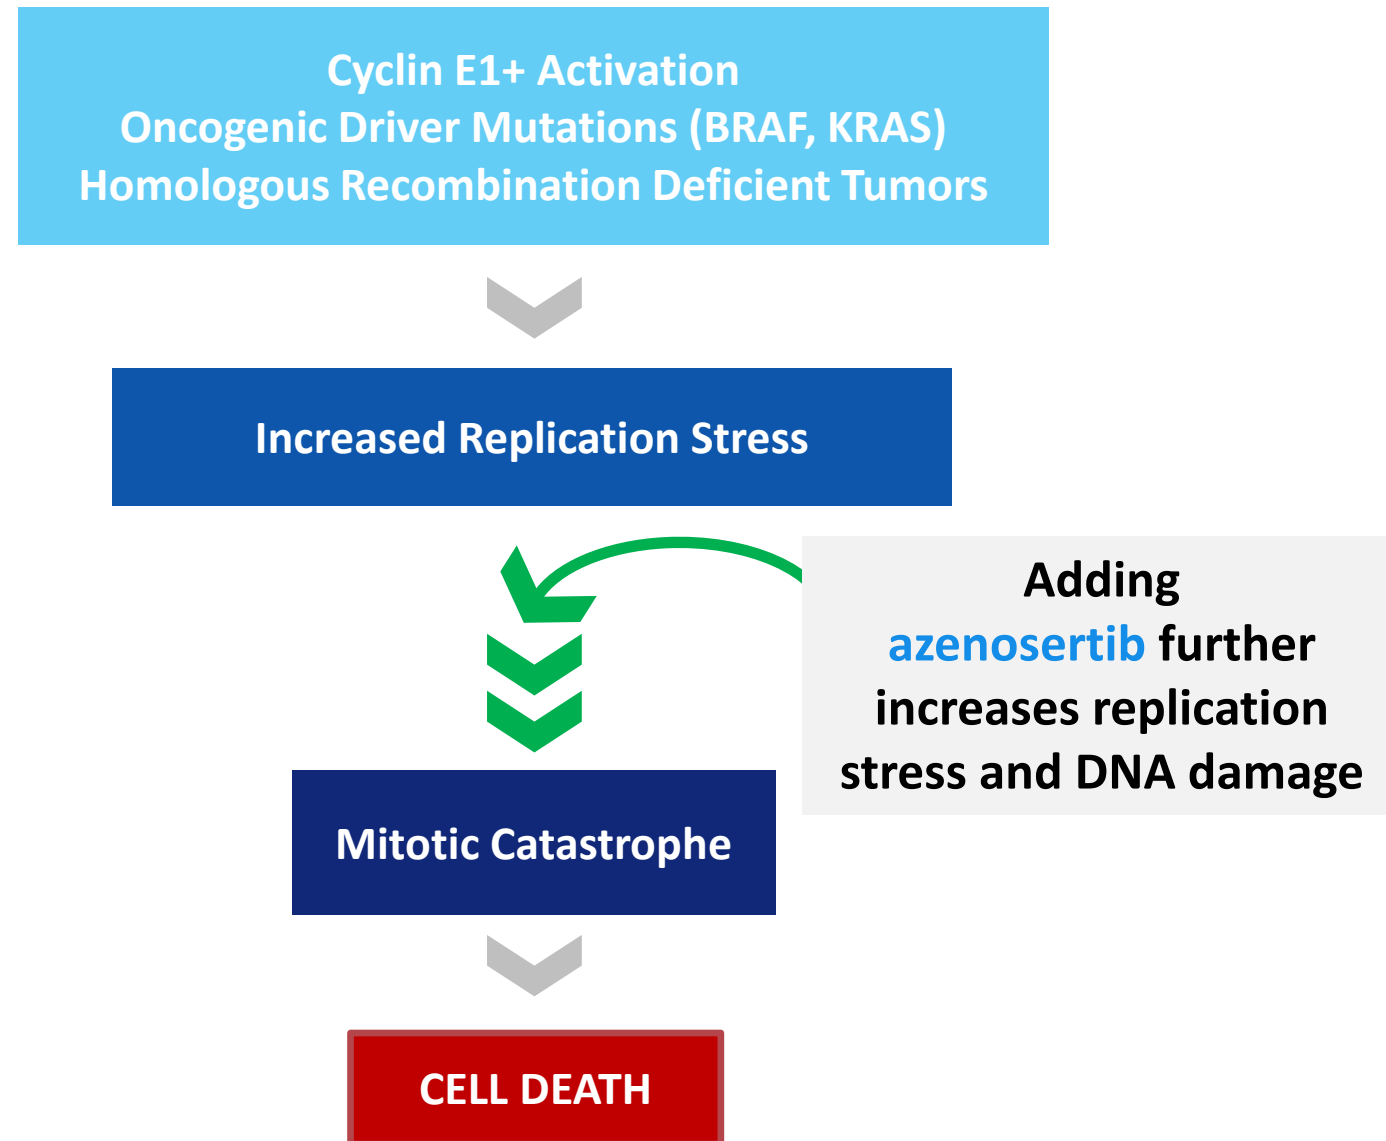 Cyclin E1+ Activation
Oncogenic Driver Mutations (BRAF, KRAS)
Homologous Recombination Deficient Tumors
Increased Replication Stress
Adding
azenosertib further
increases replication
stress and DNA damage
Mitotic Catastrophe
CELL DEATH